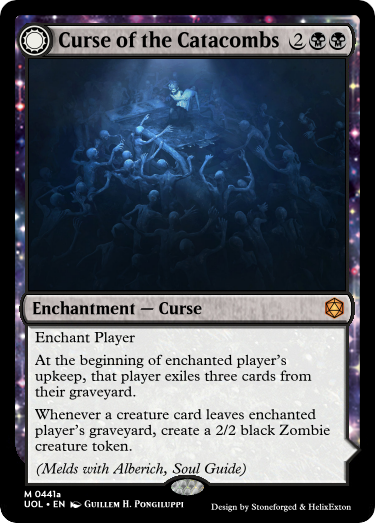 Curse of the Catacombs 2
Enchantment — Curse
Enchant Player
At the beginning of enchanted player's
upkeep, that player exiles three cards from
their graveyard.
Whenever a creature card leaves enchanted
player's graveyard, create a 2/2 black Zombie
creature token.
(Melds with Alberich, Soul Guide)
M 0441a
UOL • EN Guillem H. Pongiluppi
Design by Stoneforged & HelixExton